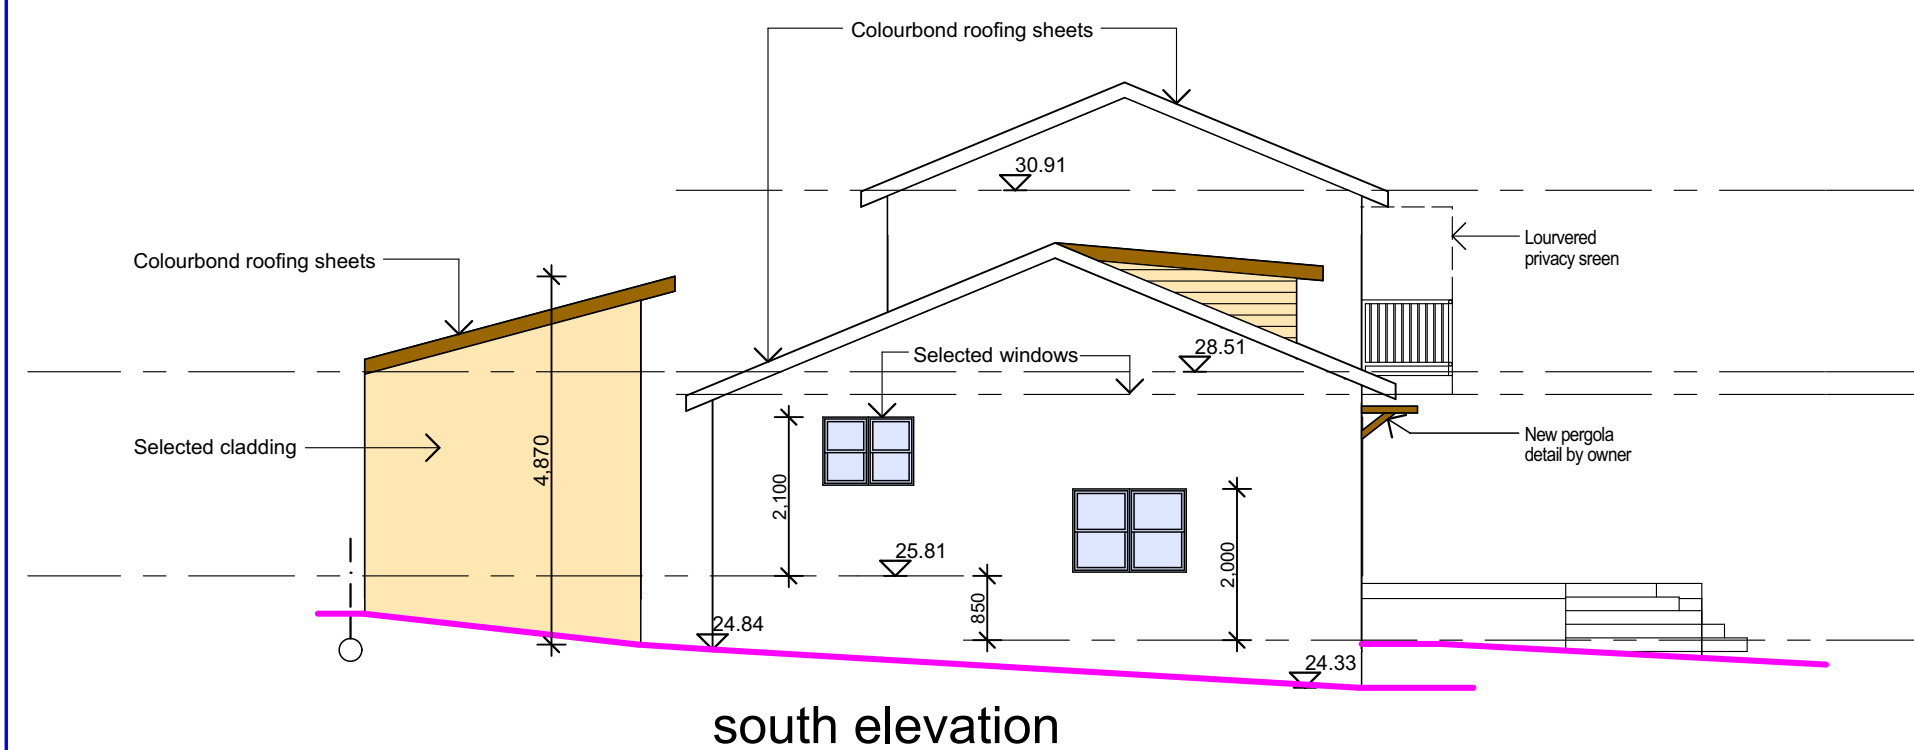 Colourbond roofing sheets
30.91
Lourvered
privacy sreen
Colourbond roofing sheets
Selected windows
28.51
Selected cladding
4,870
2,100
New pergola
detail by owner
2,000
25.81
850
24.84
24.33
south elevation